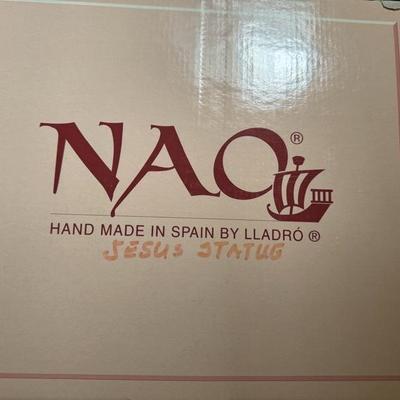 NAO®
HAND MADE IN SPAIN BY LLADRÓ ®
JESUS STATUE